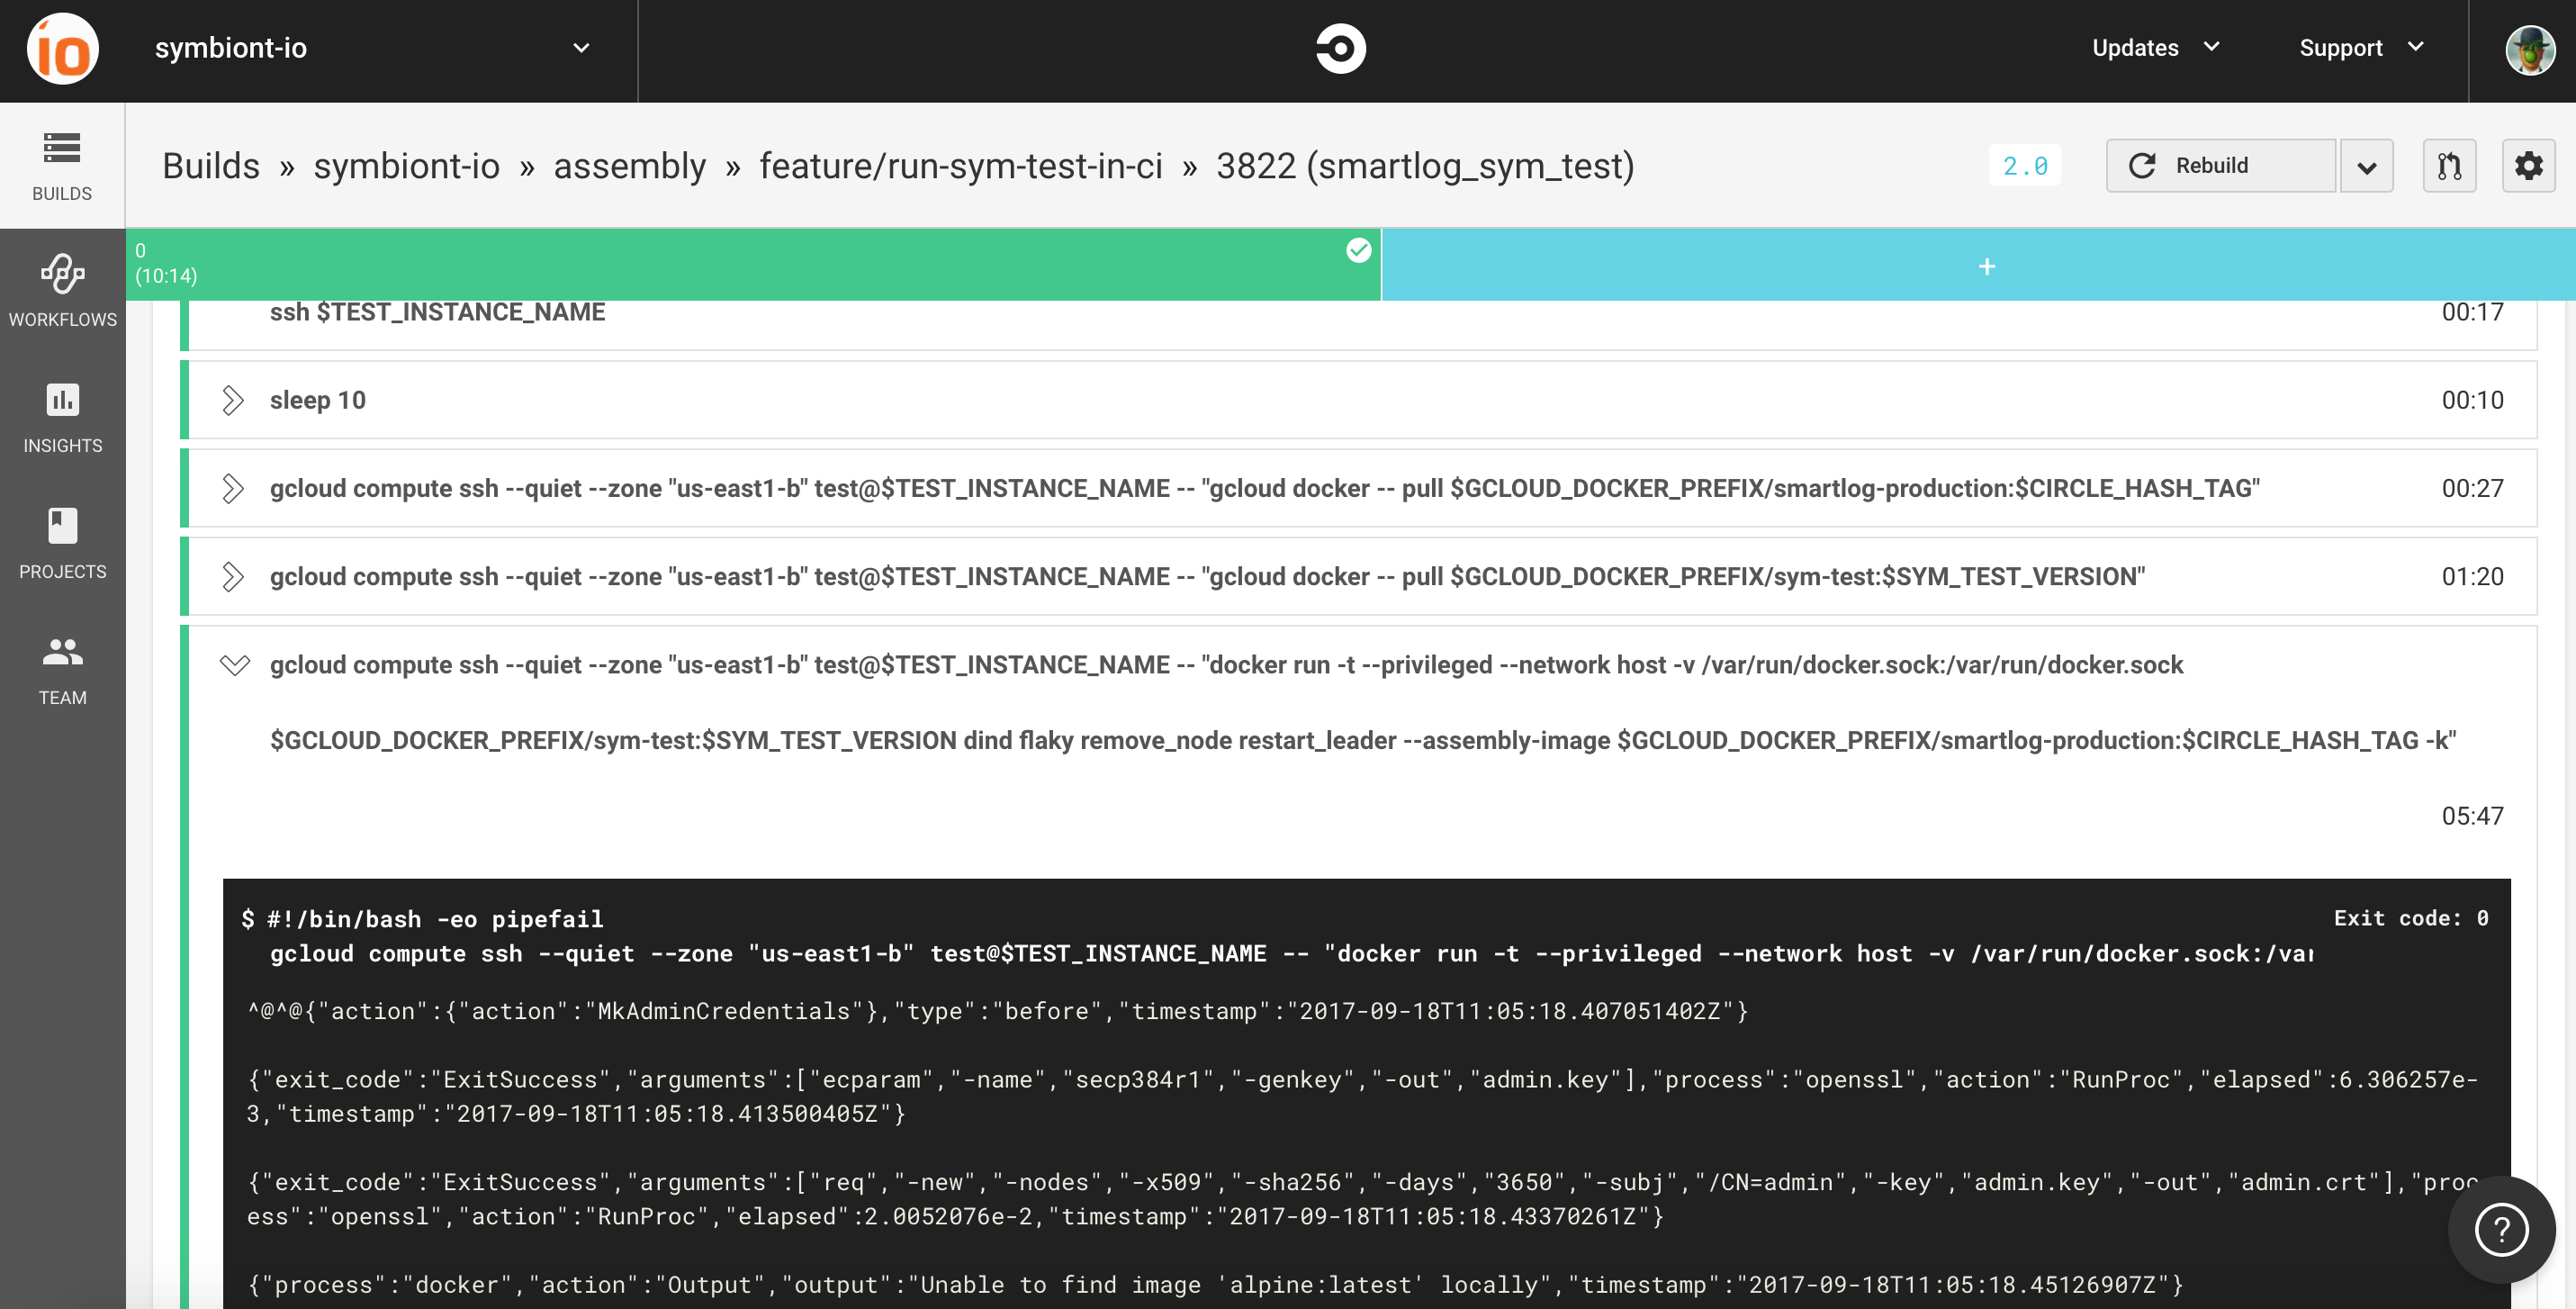 io
symbiont-io
Updates
Support
BUILDS
Builds » symbiont-io » assembly » feature/run-sym-test-in-ci » 3822 (smartlog_sym_test)
2.0
Rebuild
0
(10:14)
+
WORKFLOWS
INSIGHTS
PROJECTS
TEAM
ssh $TEST_INSTANCE_NAME 00:17
sleep 10 00:10
gcloud compute ssh --quiet --zone "us-east1-b" test@$TEST_INSTANCE_NAME -- "gcloud docker -- pull $GCLOUD_DOCKER_PREFIX/smartlog-production:$CIRCLE_HASH_TAG" 00:27
gcloud compute ssh --quiet --zone "us-east1-b" test@$TEST_INSTANCE_NAME -- "gcloud docker -- pull $GCLOUD_DOCKER_PREFIX/sym-test:$SYM_TEST_VERSION" 01:20
gcloud compute ssh --quiet --zone "us-east1-b" test@$TEST_INSTANCE_NAME -- "docker run -t --privileged --network host -v /var/run/docker.sock:/var/run/docker.sock
$GCLOUD_DOCKER_PREFIX/sym-test:$SYM_TEST_VERSION dind flaky remove_node restart_leader --assembly-image $GCLOUD_DOCKER_PREFIX/smartlog-production:$CIRCLE_HASH_TAG -k"
05:47
$ #!/bin/bash -eo pipefail Exit code: 0
gcloud compute ssh --quiet --zone "us-east1-b" test@$TEST_INSTANCE_NAME -- "docker run -t --privileged --network host -v /var/run/docker.sock:/var
^@^@{"action":{"action":"MkAdminCredentials"},"type":"before","timestamp":"2017-09-18T11:05:18.407051402Z"}
{"exit_code":"ExitSuccess","arguments":["ecparam","-name","secp384r1","-genkey","-out","admin.key"],"process":"openssl","action":"RunProc","elapsed":6.306257e-
3,"timestamp":"2017-09-18T11:05:18.413500405Z"}
{"exit_code":"ExitSuccess","arguments":["req","-new","-nodes","-x509","-sha256","-days","3650","-subj","/CN=admin","-key","admin.key","-out","admin.crt"],"proc
ess":"openssl","action":"RunProc","elapsed":2.0052076e-2,"timestamp":"2017-09-18T11:05:18.43370261Z"}
{"process":"docker","action":"Output","output":"Unable to find image 'alpine:latest' locally","timestamp":"2017-09-18T11:05:18.45126907Z"}
?